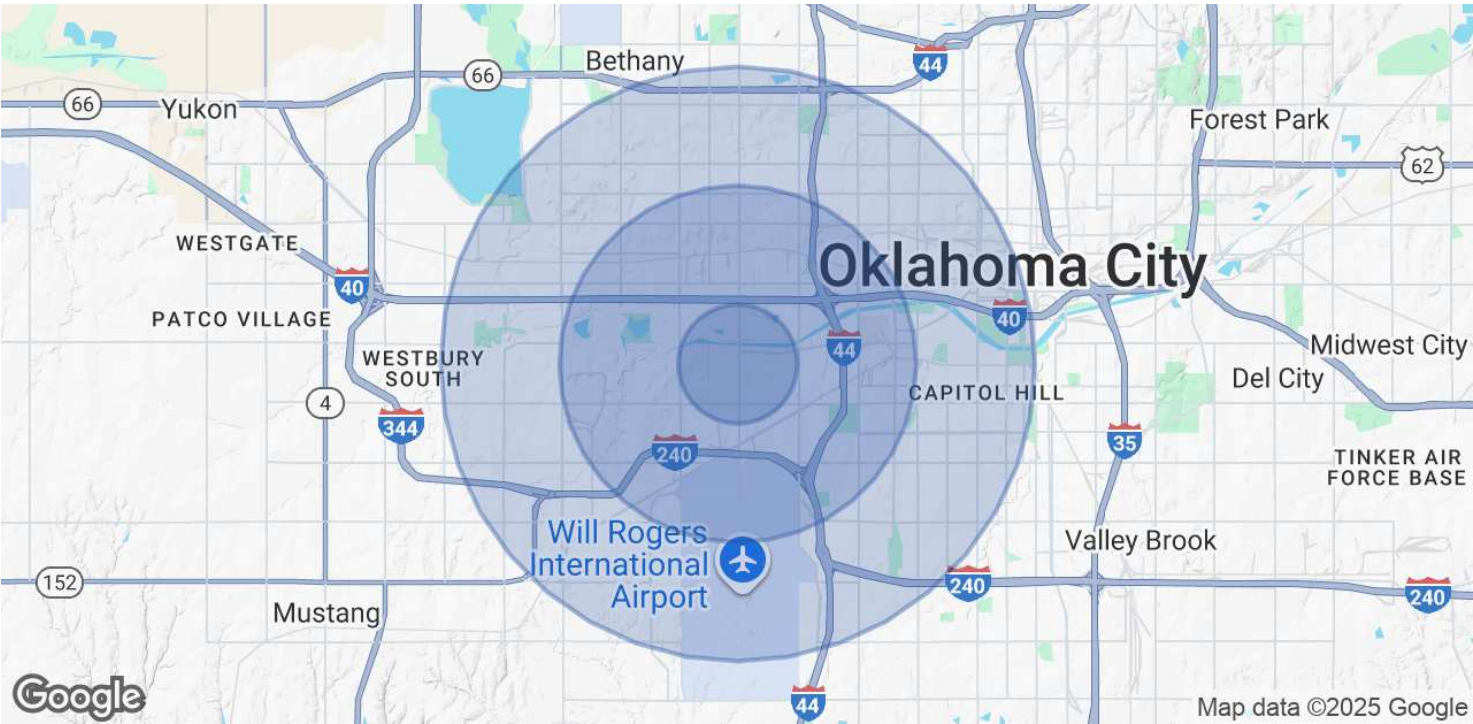 44
Bethany
66
66
Yukon
Forest Park
62
WESTGATE
Oklahoma City
40
PATCO VILLAGE
40
44
Midwest City
WESTBURY
SOUTH
Del City
CAPITOL HILL
4
344
35
240
TINKER AIR
FORCE BASE
Will Rogers
International
Airport
Valley Brook
152
240
240
Mustang
44
Google
Map data ©2025 Google